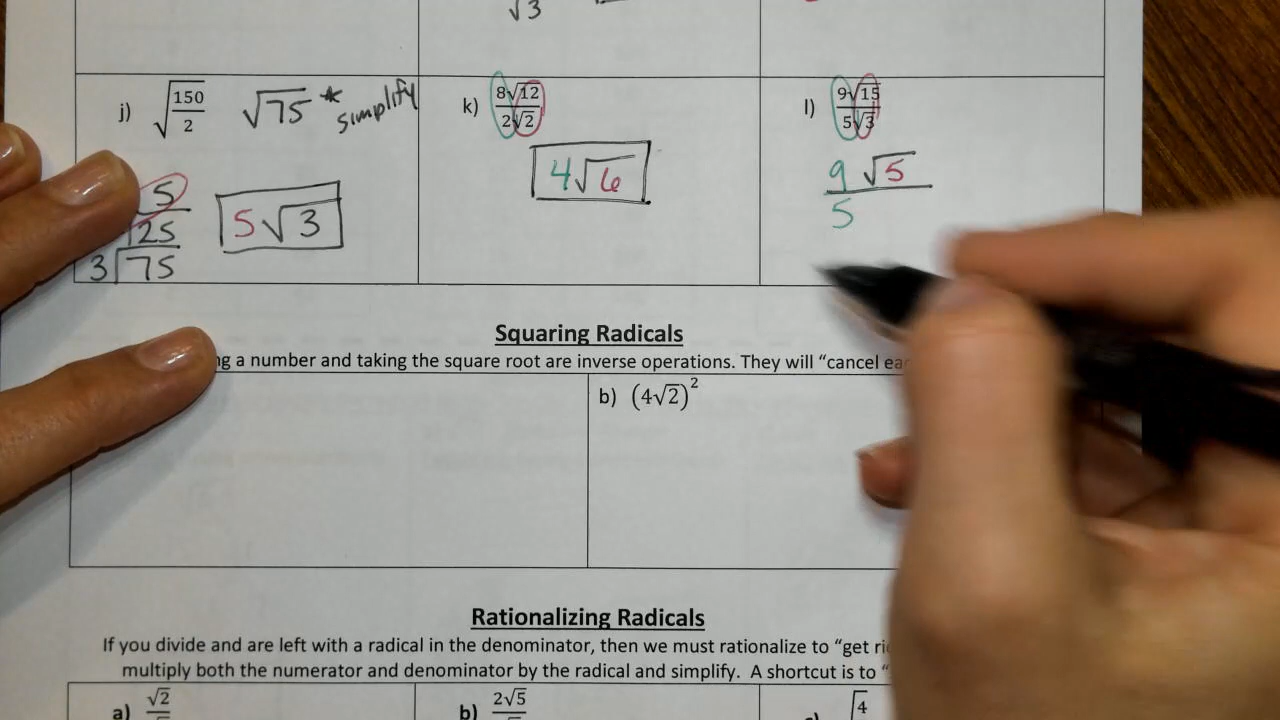 √3
j) √(150/2) √75 * simplify
5
25
3 75
5√3
k) 8√12 / 2√2
4√6
l) 9√15 / 5√3
9√5 / 5
Squaring Radicals
ng a number and taking the square root are inverse operations. They will “cancel ea
b) (4√2)²
Rationalizing Radicals
If you divide and are left with a radical in the denominator, then we must rationalize to “get ri
multiply both the numerator and denominator by the radical and simplify. A shortcut is to “
a) √2
b) 2√5
√4